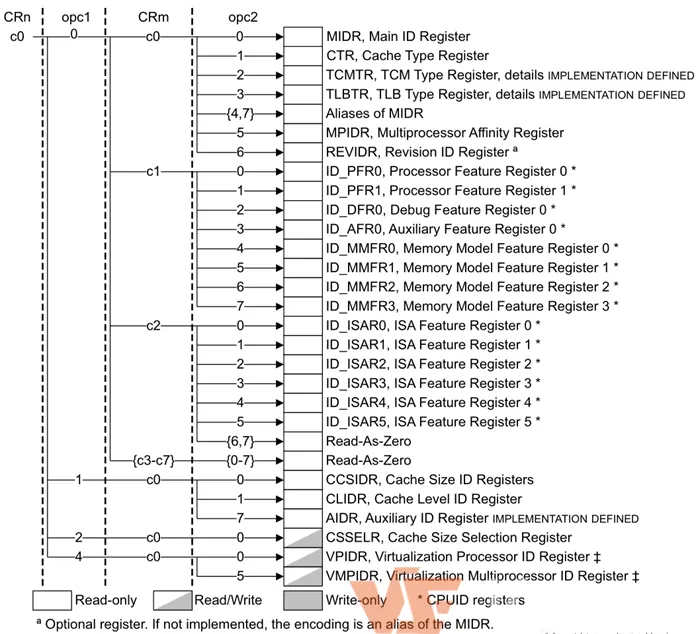 CRn opc1 CRm opc2
c0 0 c0 0 MIDR, Main ID Register
1 CTR, Cache Type Register
2 TCMTR, TCM Type Register, details IMPLEMENTATION DEFINED
3 TLBTR, TLB Type Register, details IMPLEMENTATION DEFINED
{4,7} Aliases of MIDR
5 MPIDR, Multiprocessor Affinity Register
6 REVIDR, Revision ID Register ª
c1 0 ID_PFR0, Processor Feature Register 0 *
1 ID_PFR1, Processor Feature Register 1 *
2 ID_DFR0, Debug Feature Register 0 *
3 ID_AFR0, Auxiliary Feature Register 0 *
4 ID_MMFR0, Memory Model Feature Register 0 *
5 ID_MMFR1, Memory Model Feature Register 1 *
6 ID_MMFR2, Memory Model Feature Register 2 *
7 ID_MMFR3, Memory Model Feature Register 3 *
c2 0 ID_ISAR0, ISA Feature Register 0 *
1 ID_ISAR1, ISA Feature Register 1 *
2 ID_ISAR2, ISA Feature Register 2 *
3 ID_ISAR3, ISA Feature Register 3 *
4 ID_ISAR4, ISA Feature Register 4 *
5 ID_ISAR5, ISA Feature Register 5 *
{6,7} Read-As-Zero
{c3-c7} {0-7} Read-As-Zero
1 c0 0 CCSIDR, Cache Size ID Registers
1 CLIDR, Cache Level ID Register
7 AIDR, Auxiliary ID Register IMPLEMENTATION DEFINED
2 c0 0 CSSELR, Cache Size Selection Register
4 c0 0 VPIDR, Virtualization Processor ID Register ‡
5 VMPIDR, Virtualization Multiprocessor ID Register ‡
Read-only Read/Write Write-only * CPUID registers
ª Optional register. If not implemented, the encoding is an alias of the MIDR.